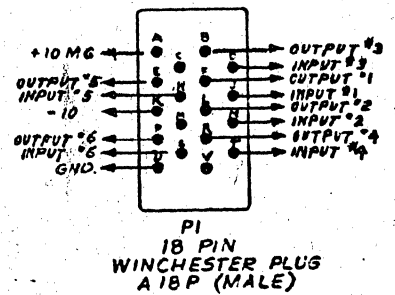 A B
+10 MG OUTPUT #3
C E INPUT #3
OUTPUT #5 F OUTPUT #1
INPUT #5 H J INPUT #1
-10 K L OUTPUT #2
M N INPUT #2
OUTPUT #6 P R OUTPUT #4
INPUT #6 S INPUT #4
GND. U V
P1
18 PIN
WINCHESTER PLUG
A18P (MALE)